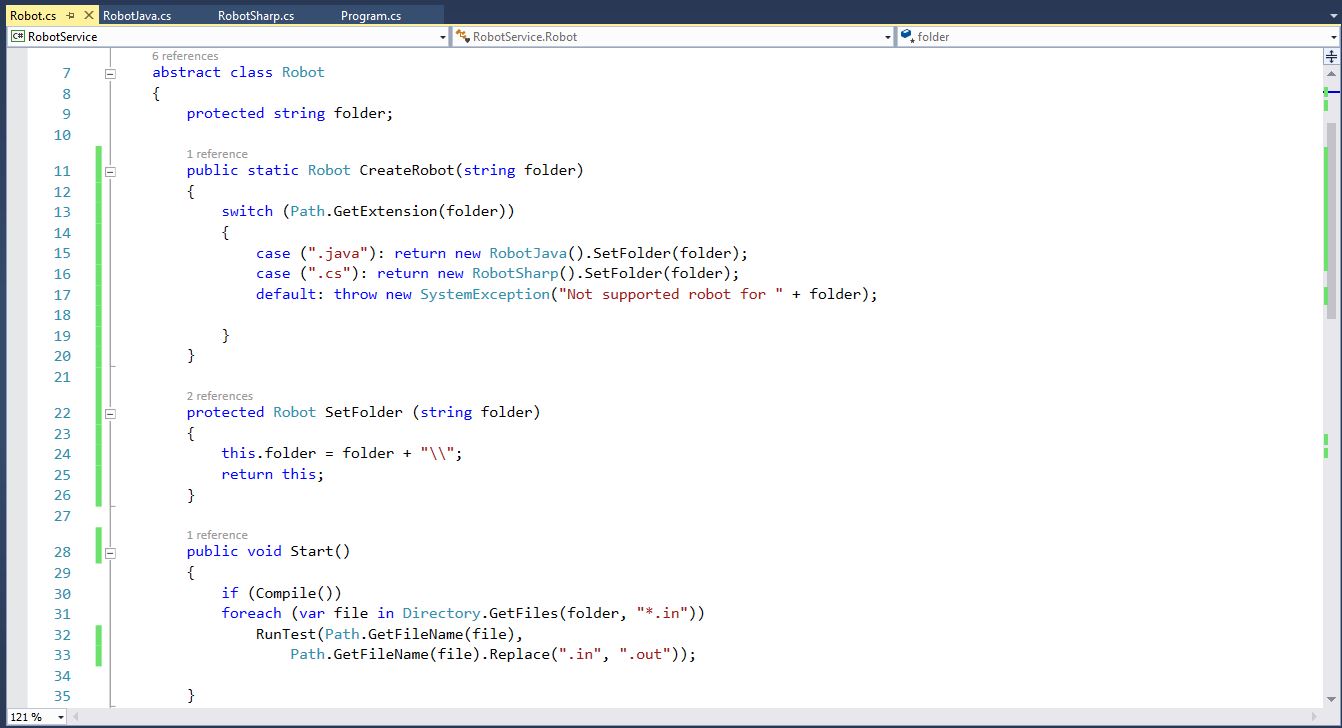 Robot.cs RobotJava.cs RobotSharp.cs Program.cs
C# RobotService RobotService.Robot folder
6 references
7 abstract class Robot
8 {
9 protected string folder;
10
1 reference
11 public static Robot CreateRobot(string folder)
12 {
13 switch (Path.GetExtension(folder))
14 {
15 case (".java"): return new RobotJava().SetFolder(folder);
16 case (".cs"): return new RobotSharp().SetFolder(folder);
17 default: throw new SystemException("Not supported robot for " + folder);
18
19 }
20 }
21
2 references
22 protected Robot SetFolder (string folder)
23 {
24 this.folder = folder + "\\";
25 return this;
26 }
27
1 reference
28 public void Start()
29 {
30 if (Compile())
31 foreach (var file in Directory.GetFiles(folder, "*.in"))
32 RunTest(Path.GetFileName(file),
33 Path.GetFileName(file).Replace(".in", ".out"));
34
35 }
121 %